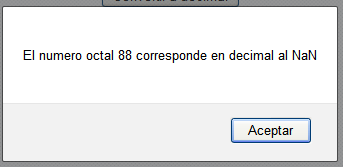 El numero octal 88 corresponde en decimal al NaN
Aceptar